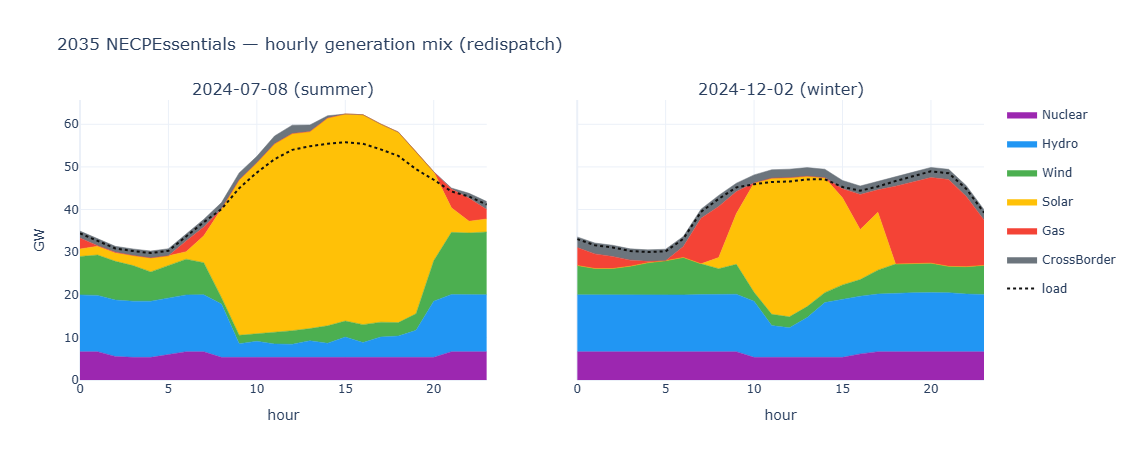 2035 NECPEssentials — hourly generation mix (redispatch)
2024-07-08 (summer)
2024-12-02 (winter)
GW
60
50
40
30
20
10
0
0 5 10 15 20
0 5 10 15 20
hour
hour
Nuclear
Hydro
Wind
Solar
Gas
CrossBorder
load